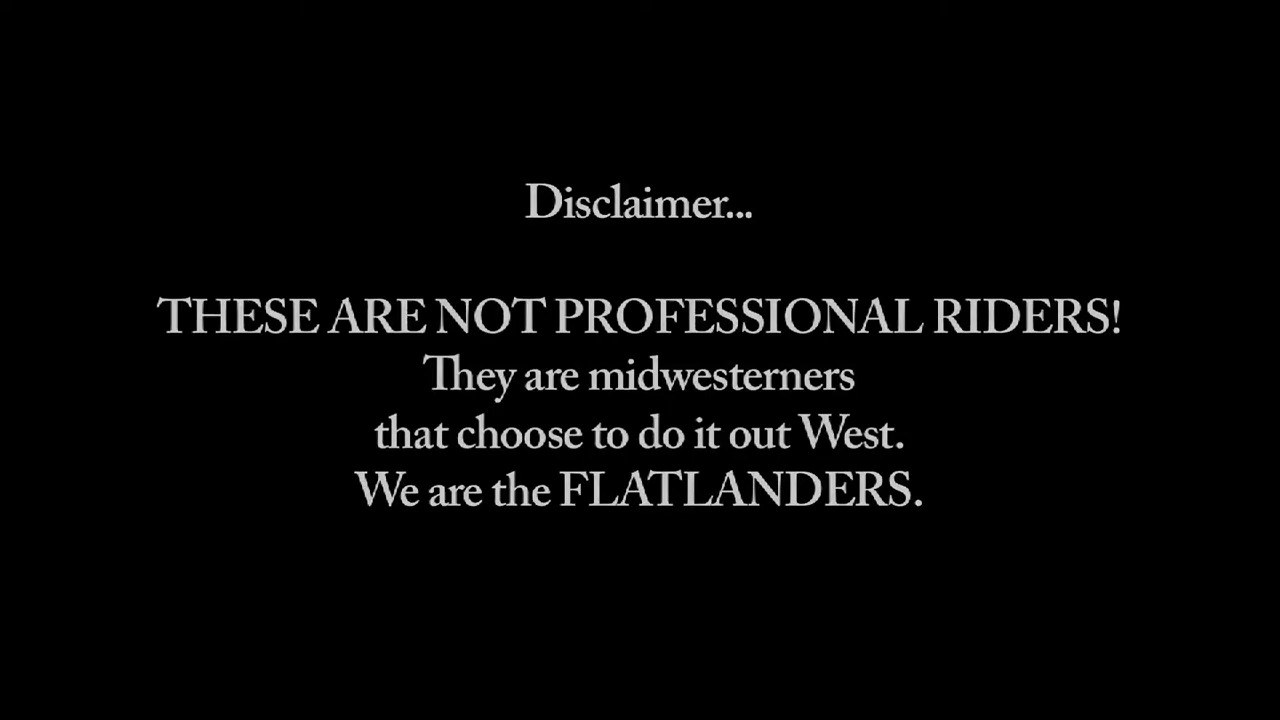 Disclaimer...
THESE ARE NOT PROFESSIONAL RIDERS!
They are midwesterners
that choose to do it out West.
We are the FLATLANDERS.